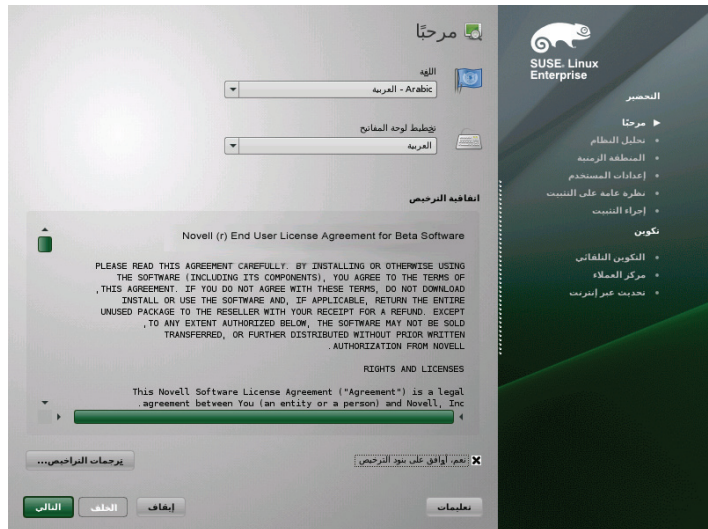 مرحبًا
اللغة
Arabic - العربية
تخطيط لوحة المفاتيح
العربية
اتفاقية الترخيص
Novell (r) End User License Agreement for Beta Software
PLEASE READ THIS AGREEMENT CAREFULLY. BY INSTALLING OR OTHERWISE USING
THE SOFTWARE (INCLUDING ITS COMPONENTS), YOU AGREE TO THE TERMS OF
THIS AGREEMENT. IF YOU DO NOT AGREE WITH THESE TERMS, DO NOT DOWNLOAD,
INSTALL OR USE THE SOFTWARE AND, IF APPLICABLE, RETURN THE ENTIRE
UNUSED PACKAGE TO THE RESELLER WITH YOUR RECEIPT FOR A REFUND. EXCEPT
TO ANY EXTENT AUTHORIZED BELOW, THE SOFTWARE MAY NOT BE SOLD,
TRANSFERRED, OR FURTHER DISTRIBUTED WITHOUT PRIOR WRITTEN
AUTHORIZATION FROM NOVELL.
RIGHTS AND LICENSES
This Novell Software License Agreement ("Agreement") is a legal
agreement between You (an entity or a person) and Novell, Inc.
نعم، أوافق على بنود الترخيص
ترجمات التراخيص...
تعليمات
إيقاف
الخلف
التالي
SUSE. Linux
Enterprise
التحضير
مرحبًا
تحليل النظام
المنطقة الزمنية
إعدادات المستخدم
نظرة عامة على التثبيت
إجراء التثبيت
تكوين
التكوين التلقائي
مركز العملاء
تحديث عبر إنترنت